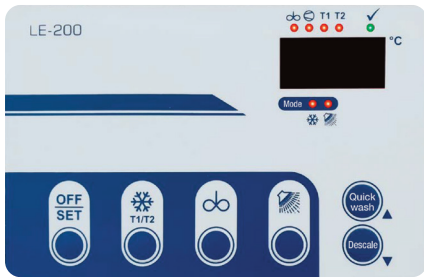 LE-200
T1 T2
°C
Mode
OFF
SET
T1/T2
Quick
wash
Descale